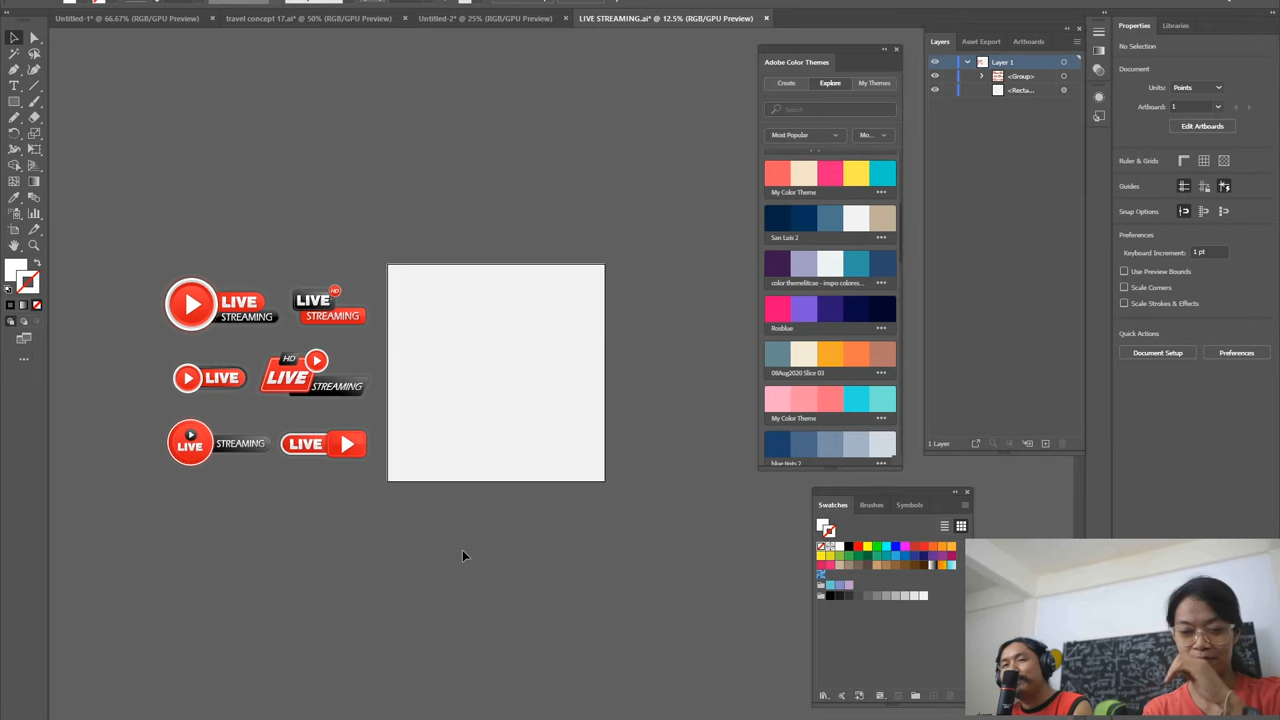 Untitled-1* @ 66.67% (RGB/GPU Preview) × travel concept 17.ai* @ 50% (RGB/GPU Preview) × Untitled-2* @ 25% (RGB/GPU Preview) × LIVE STREAMING.ai* @ 12.5% (RGB/GPU Preview) ×
Adobe Color Themes
Create Explore My Themes
Search
Most Popular Mo...
My Color Theme
San Luis 2
color themelitcue - inspo colores...
Rosblue
08Aug2020 Slice 03
My Color Theme
blue tints 2
Layers Asset Export Artboards
Layer 1
<Group>
<Recta...
1 Layer
Properties Libraries
No Selection
Document
Units: Points
Artboard: 1
Edit Artboards
Ruler & Grids
Guides
Snap Options
Preferences
Keyboard Increment: 1 pt
Use Preview Bounds
Scale Corners
Scale Strokes & Effects
Quick Actions
Document Setup Preferences
Swatches Brushes Symbols
LIVE
STREAMING
LIVE HD
STREAMING
LIVE
HD
LIVE
STREAMING
LIVE
STREAMING
LIVE